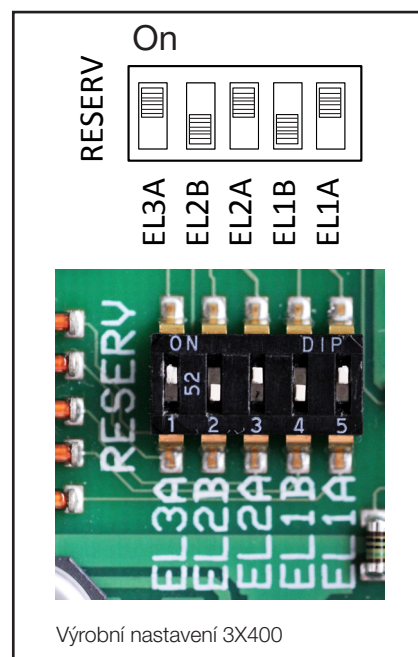 On
RESERV
EL3A
EL2B
EL2A
EL1B
EL1A
ON DIP
52
1 2 3 4 5
RESERV
EL3A
EL2B
EL2A
EL1B
EL1A
Výrobní nastavení 3X400